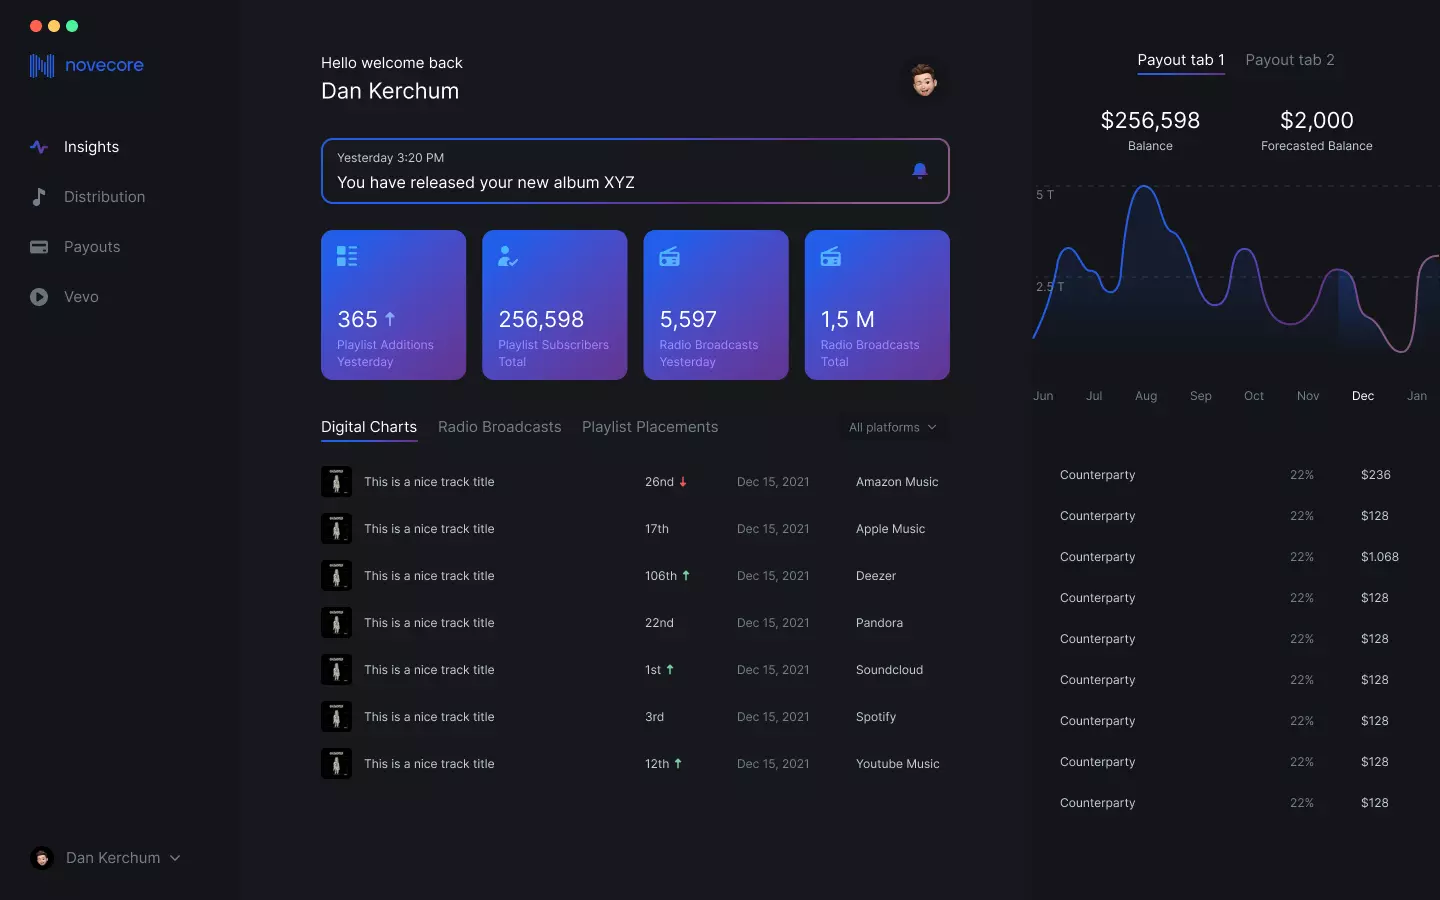 novecore
Insights
Distribution
Payouts
Vevo
Dan Kerchum
Hello welcome back
Dan Kerchum
Yesterday 3:20 PM
You have released your new album XYZ
365
Playlist Additions
Yesterday
256,598
Playlist Subscribers
Total
5,597
Radio Broadcasts
Yesterday
1,5 M
Radio Broadcasts
Total
Digital Charts Radio Broadcasts Playlist Placements All platforms
This is a nice track title 26nd Dec 15, 2021 Amazon Music
This is a nice track title 17th Dec 15, 2021 Apple Music
This is a nice track title 106th Dec 15, 2021 Deezer
This is a nice track title 22nd Dec 15, 2021 Pandora
This is a nice track title 1st Dec 15, 2021 Soundcloud
This is a nice track title 3rd Dec 15, 2021 Spotify
This is a nice track title 12th Dec 15, 2021 Youtube Music
Payout tab 1 Payout tab 2
$256,598
Balance
$2,000
Forecasted Balance
5 T
2.5 T
Jun Jul Aug Sep Oct Nov Dec Jan
Counterparty 22% $236
Counterparty 22% $128
Counterparty 22% $1.068
Counterparty 22% $128
Counterparty 22% $128
Counterparty 22% $128
Counterparty 22% $128
Counterparty 22% $128
Counterparty 22% $128